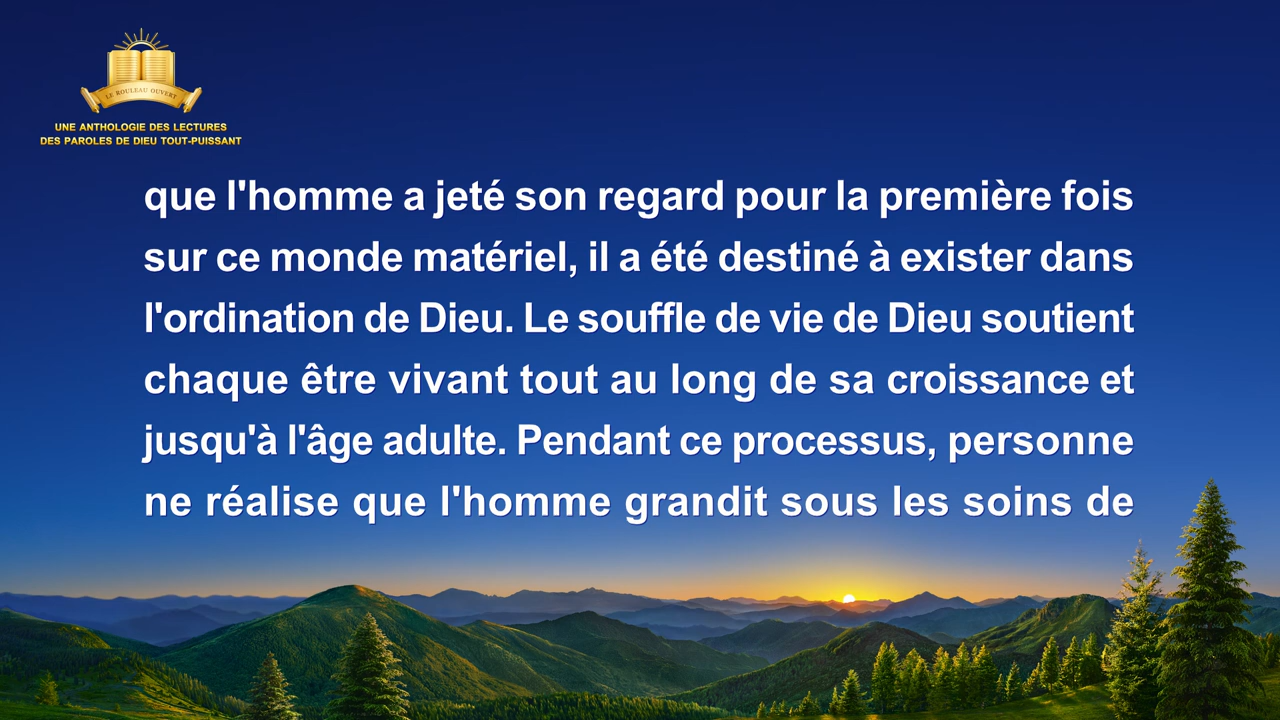 LE ROULEAU OUVERT
UNE ANTHOLOGIE DES LECTURES
DES PAROLES DE DIEU TOUT-PUISSANT
que l'homme a jeté son regard pour la première fois
sur ce monde matériel, il a été destiné à exister dans
l'ordination de Dieu. Le souffle de vie de Dieu soutient
chaque être vivant tout au long de sa croissance et
jusqu'à l'âge adulte. Pendant ce processus, personne
ne réalise que l'homme grandit sous les soins de